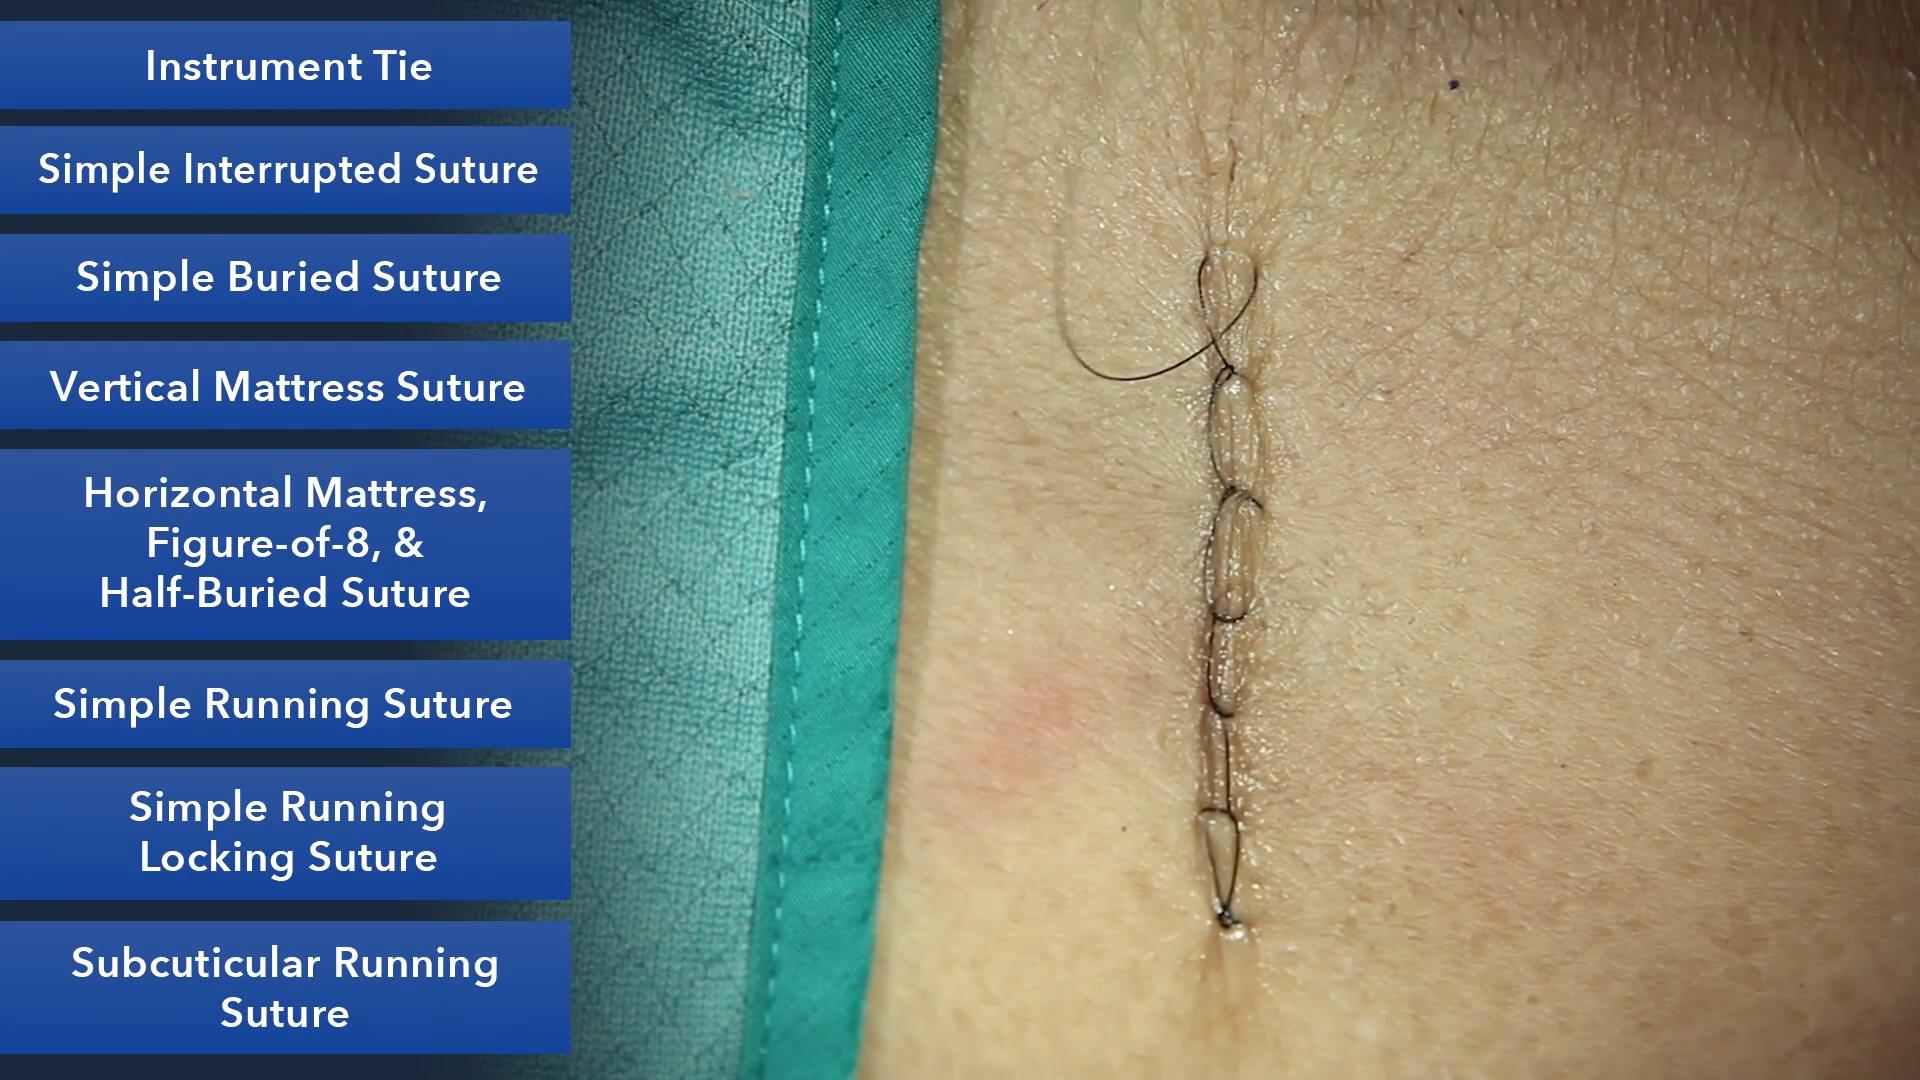 Instrument Tie
Simple Interrupted Suture
Simple Buried Suture
Vertical Mattress Suture
Horizontal Mattress,
Figure-of-8, &
Half-Buried Suture
Simple Running Suture
Simple Running
Locking Suture
Subcuticular Running
Suture